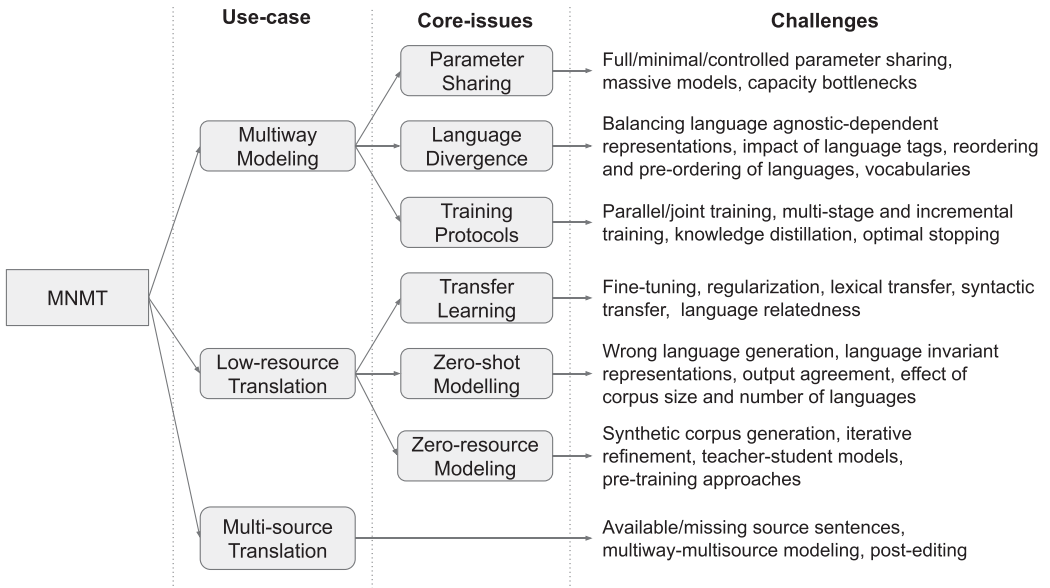 Use-case
Core-issues
Challenges
Parameter
Sharing
Full/minimal/controlled parameter sharing,
massive models, capacity bottlenecks
Multiway
Modeling
Language
Divergence
Balancing language agnostic-dependent
representations, impact of language tags, reordering
and pre-ordering of languages, vocabularies
Training
Protocols
Parallel/joint training, multi-stage and incremental
training, knowledge distillation, optimal stopping
MNMT
Transfer
Learning
Fine-tuning, regularization, lexical transfer, syntactic
transfer, language relatedness
Low-resource
Translation
Zero-shot
Modelling
Wrong language generation, language invariant
representations, output agreement, effect of
corpus size and number of languages
Zero-resource
Modeling
Synthetic corpus generation, iterative
refinement, teacher-student models,
pre-training approaches
Multi-source
Translation
Available/missing source sentences,
multiway-multisource modeling, post-editing